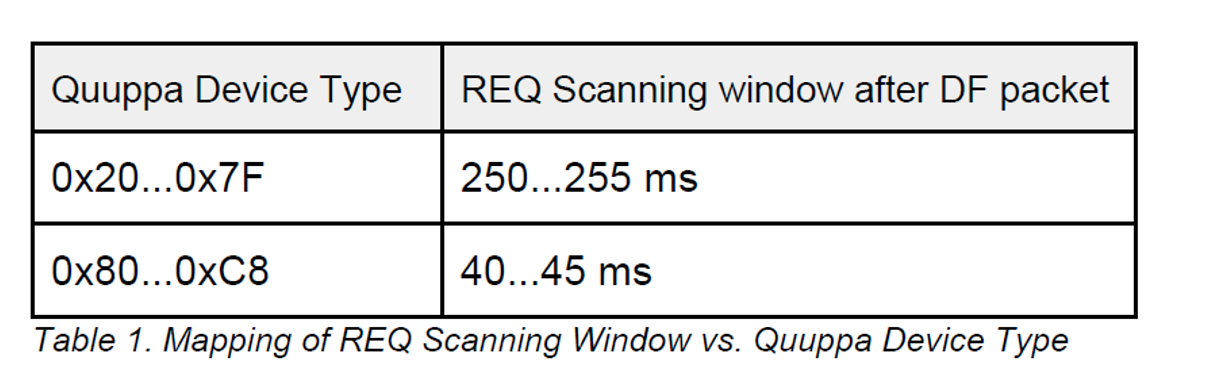 Quuppa Device Type REQ Scanning window after DF packet
0x20...0x7F 250...255 ms
0x80...0xC8 40...45 ms
Table 1. Mapping of REQ Scanning Window vs. Quuppa Device Type